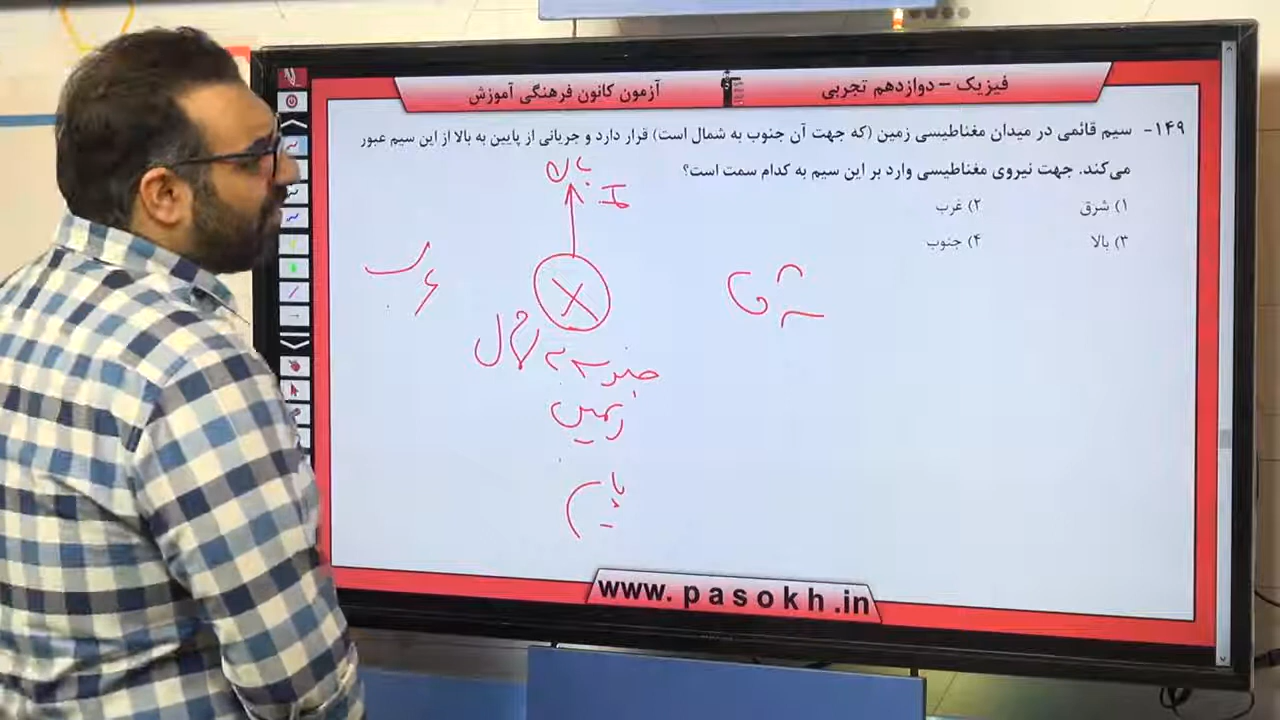 فیزیک – دوازدهم تجربی
آزمون کانون فرهنگی آموزش
۱۴۹- سیم قائمی در میدان مغناطیسی زمین (که جهت آن جنوب به شمال است) قرار دارد و جریانی از پایین به بالا از این سیم عبور
می‌کند. جهت نیروی مغناطیسی وارد بر این سیم به کدام سمت است؟
۱) شرق
۲) غرب
۳) بالا
۴) جنوب
بالا
I
غرب
شرق
جنوب به شمال
زمین
پایین
www.pasokh.in